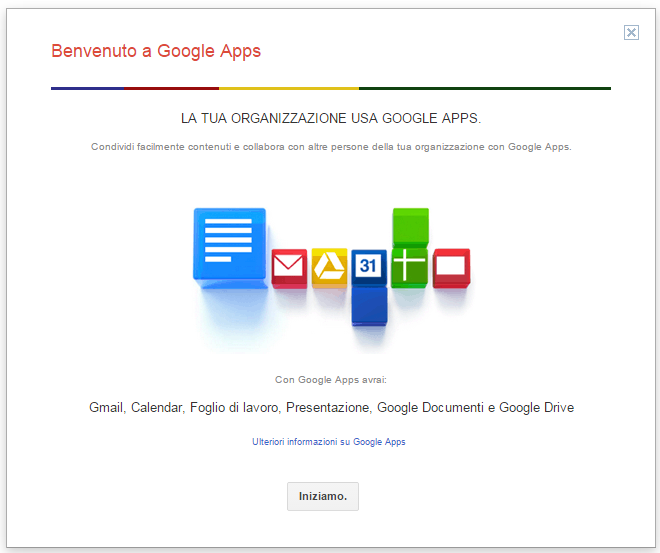 Benvenuto a Google Apps
LA TUA ORGANIZZAZIONE USA GOOGLE APPS.
Condividi facilmente contenuti e collabora con altre persone della tua organizzazione con Google Apps.
31
Con Google Apps avrai:
Gmail, Calendar, Foglio di lavoro, Presentazione, Google Documenti e Google Drive
Ulteriori informazioni su Google Apps
Iniziamo.